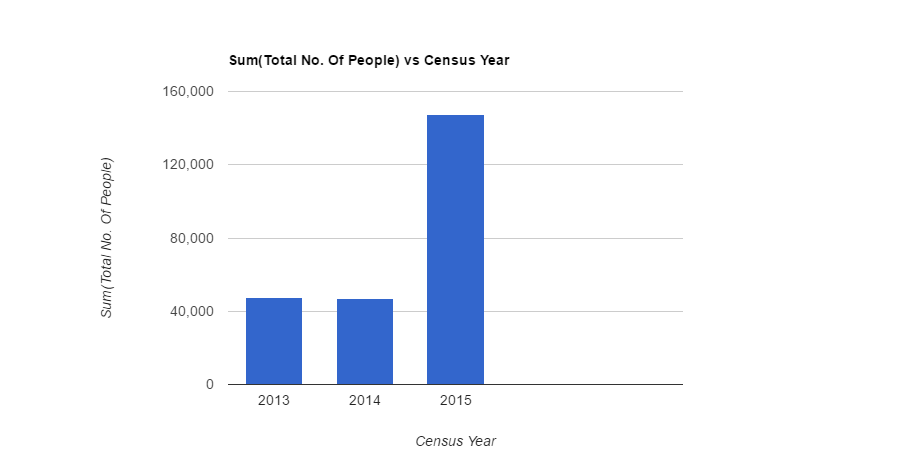 Sum(Total No. Of People) vs Census Year
160,000
120,000
80,000
40,000
0
Sum(Total No. Of People)
2013 2014 2015
Census Year